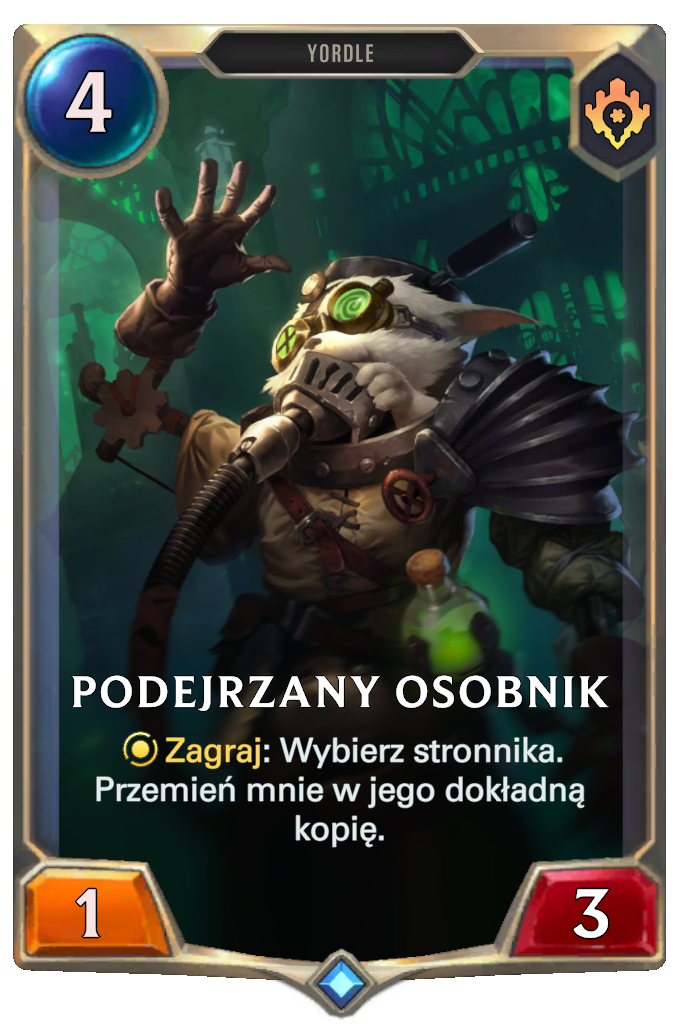 YORDLE
4
PODEJRZANY OSOBNIK
Zagraj: Wybierz stronnika.
Przemień mnie w jego dokładną
kopię.
1
3